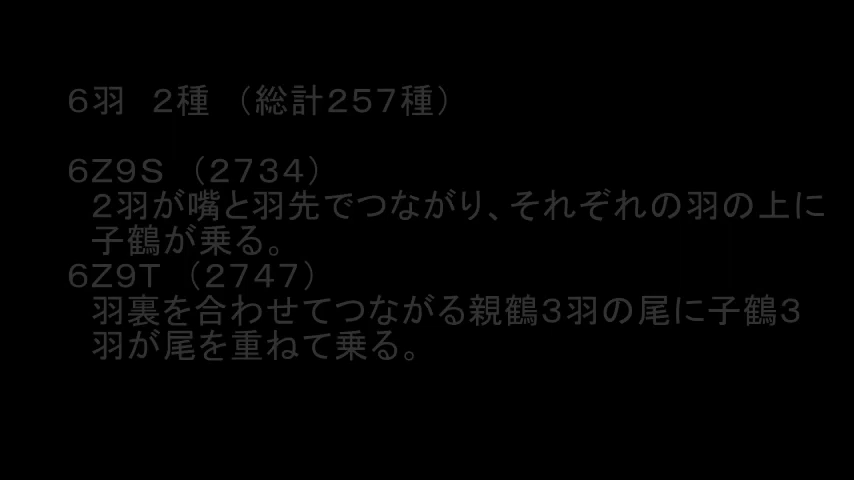 ６羽　２種　（総計２５７種）
６Ｚ９Ｓ　（２７３４）
２羽が嘴と羽先でつながり、それぞれの羽の上に
子鶴が乗る。
６Ｚ９Ｔ　（２７４７）
羽裏を合わせてつながる親鶴３羽の尾に子鶴３
羽が尾を重ねて乗る。